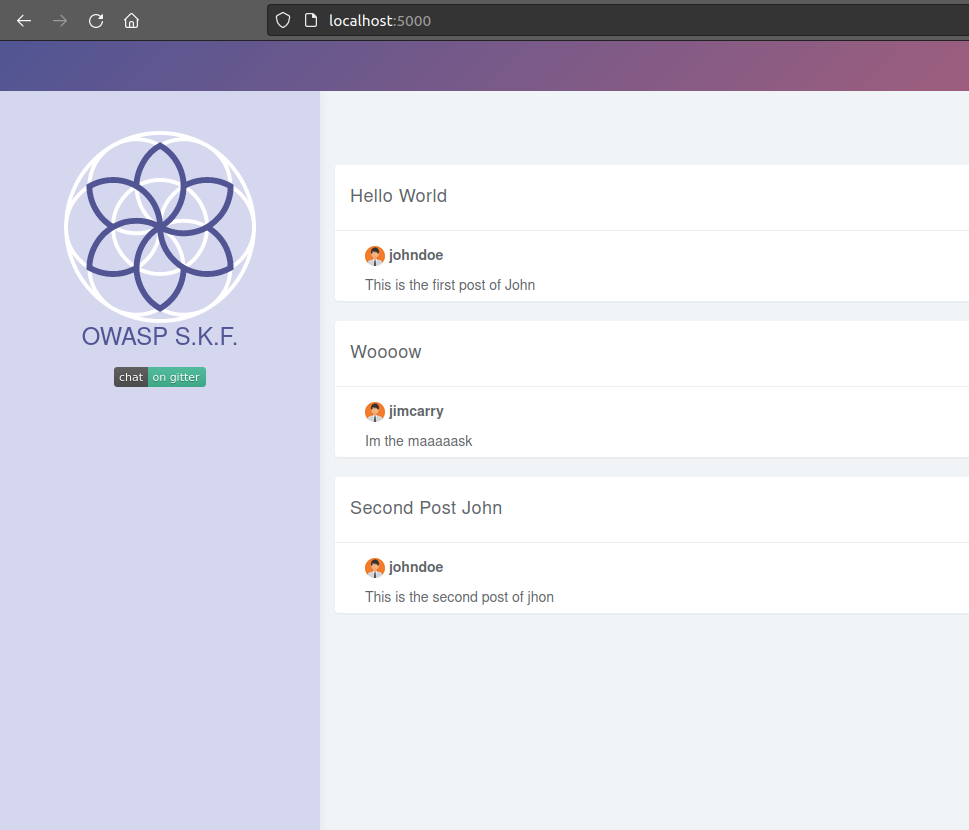 localhost:5000
OWASP S.K.F.
chat on gitter
Hello World
johndoe
This is the first post of John
Woooow
jimcarry
Im the maaaaask
Second Post John
johndoe
This is the second post of jhon